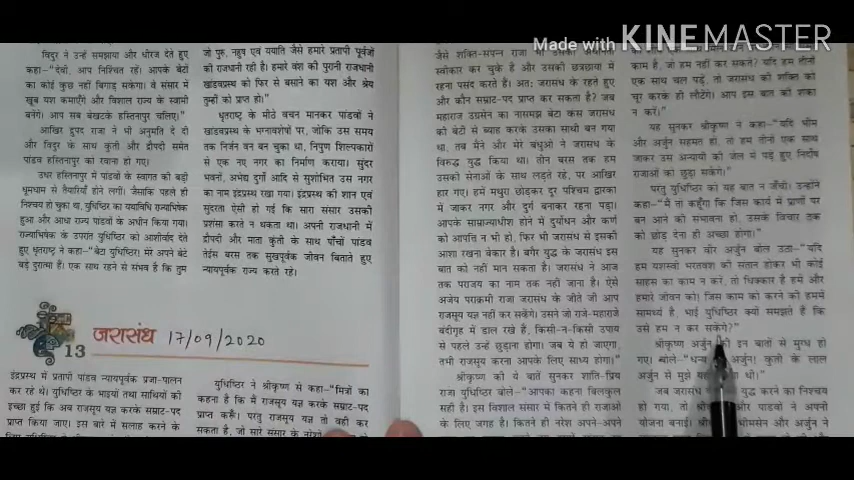 Made with KINEMASTER
विदुर ने उन्हें समझाया और धीरज देते हुए
कहा-"देवी, आप निश्चिंत रहें। आपके बेटों
का कोई कुछ नहीं बिगाड़ सकेगा। वे संसार में
खूब यश कमाएँगे और विशाल राज्य के स्वामी
बनेंगे। आप सब बेखटके हस्तिनापुर चलिए।"
आखिर द्रुपद राजा ने भी अनुमति दे दी
और विदुर के साथ कुंती और द्रौपदी समेत
पांडव हस्तिनापुर को रवाना हो गए।
उधर हस्तिनापुर में पांडवों के स्वागत की बड़ी
धूमधाम से तैयारियाँ होने लगीं। जैसाकि पहले ही
निश्चय हो चुका था, युधिष्ठिर का यथाविधि राज्याभिषेक
हुआ और आधा राज्य पांडवों के अधीन किया गया।
राज्याभिषेक के उपरांत युधिष्ठिर को आशीर्वाद देते
हुए धृतराष्ट्र ने कहा-"बेटा युधिष्ठिर! मेरे अपने बेटे
बड़े दुरात्मा हैं। एक साथ रहने से संभव है कि तुम
जो पुरु, नहुष एवं ययाति जैसे हमारे प्रतापी पूर्वजों
की राजधानी रही है। हमारे वंश की पुरानी राजधानी
खांडवप्रस्थ को फिर से बसाने का यश और श्रेय
तुम्हीं को प्राप्त हो।"
धृतराष्ट्र के मीठे वचन मानकर पांडवों ने
खांडवप्रस्थ के भग्नावशेषों पर, जोकि उस समय
तक निर्जन वन बन चुका था, निपुण शिल्पकारों
से एक नए नगर का निर्माण कराया। सुंदर
भवनों, अभेद्य दुर्गों आदि से सुशोभित उस नगर
का नाम इंद्रप्रस्थ रखा गया। इंद्रप्रस्थ की शान एवं
सुंदरता ऐसी हो गई कि सारा संसार उसकी
प्रशंसा करते न थकता था। अपनी राजधानी में
द्रौपदी और माता कुंती के साथ पाँचों पांडव
तेईस बरस तक सुखपूर्वक जीवन बिताते हुए
न्यायपूर्वक राज्य करते रहे।
13
जरासंध 17/09/2020
इंद्रप्रस्थ में प्रतापी पांडव न्यायपूर्वक प्रजा-पालन
कर रहे थे। युधिष्ठिर के भाइयों तथा साथियों की
इच्छा हुई कि अब राजसूय यज्ञ करके सम्राट-पद
प्राप्त किया जाए। इस बारे में सलाह करने के
युधिष्ठिर ने श्रीकृष्ण से कहा-"मित्रों का
कहना है कि मैं राजसूय यज्ञ करके सम्राट-पद
प्राप्त करूँ। परंतु राजसूय यज्ञ तो वही कर
सकता है, जो सारे संसार के नरेशों
जैसे शक्ति-संपन्न राजा भी उसकी अधीनता
स्वीकार कर चुके हैं और उसकी छत्रछाया में
रहना पसंद करते हैं। अतः जरासंध के रहते हुए
और कौन सम्राट-पद प्राप्त कर सकता है? जब
महाराज उग्रसेन का नासमझ बेटा कंस जरासंध
की बेटी से ब्याह करके उसका साथी बन गया
था, तब मैंने और मेरे बंधुओं ने जरासंध के
विरुद्ध युद्ध किया था। तीन बरस तक हम
उसकी सेनाओं के साथ लड़ते रहे, पर आखिर
हार गए। हमें मथुरा छोड़कर दूर पश्चिम द्वारका
में जाकर नगर और दुर्ग बनाकर रहना पड़ा।
आपके साम्राज्याधीश होने में दुर्योधन और कर्ण
को आपत्ति न भी हो, फिर भी जरासंध से इसकी
आशा रखना बेकार है। बगैर युद्ध के जरासंध इस
बात को नहीं मान सकता है। जरासंध ने आज
तक पराजय का नाम तक नहीं जाना है। ऐसे
अजेय पराक्रमी राजा जरासंध के जीते जी आप
राजसूय यज्ञ नहीं कर सकेंगे। उसने जो राजे-महाराजे
बंदीगृह में डाल रखे हैं, किसी-न-किसी उपाय
से पहले उन्हें छुड़ाना होगा। जब ये हो जाएगा,
तभी राजसूय करना आपके लिए साध्य होगा।"
श्रीकृष्ण की ये बातें सुनकर शांति-प्रिय
राजा युधिष्ठिर बोले-"आपका कहना बिलकुल
सही है। इस विशाल संसार में कितने ही राजाओं
के लिए जगह है। कितने ही नरेश अपने-अपने
काम है, जो हम नहीं कर सकते? यदि हम तीनों
एक साथ चल पड़ें, तो जरासंध की शक्ति को
चूर करके ही लौटेंगे। आप इस बात की शंका
न करें।"
यह सुनकर श्रीकृष्ण ने कहा-"यदि भीम
और अर्जुन सहमत हों, तो हम तीनों एक साथ
जाकर उस अन्यायी की जेल में पड़े हुए निर्दोष
राजाओं को छुड़ा सकेंगे।"
परंतु युधिष्ठिर को यह बात न जँची। उन्होंने
कहा-"मैं तो कहूँगा कि जिस कार्य में प्राणों पर
बन आने की संभावना हो, उसके विचार तक
को छोड़ देना ही अच्छा होगा।"
यह सुनकर वीर अर्जुन बोल उठा-"यदि
हम यशस्वी भरतवंश की संतान होकर भी कोई
साहस का काम न करें, तो धिक्कार है हमें और
हमारे जीवन को! जिस काम को करने की हममें
सामर्थ्य है, भाई युधिष्ठिर क्यों समझते हैं कि
उसे हम न कर सकेंगे?"
श्रीकृष्ण अर्जुन की इन बातों से मुग्ध हो
गए। बोले-"धन्य अर्जुन! कुंती के लाल
अर्जुन से मुझे थी।"
जब जरासंध युद्ध करने का निश्चय
हो गया, तो और पांडवों ने अपनी
योजना बनाई। भीमसेन और अर्जुन ने